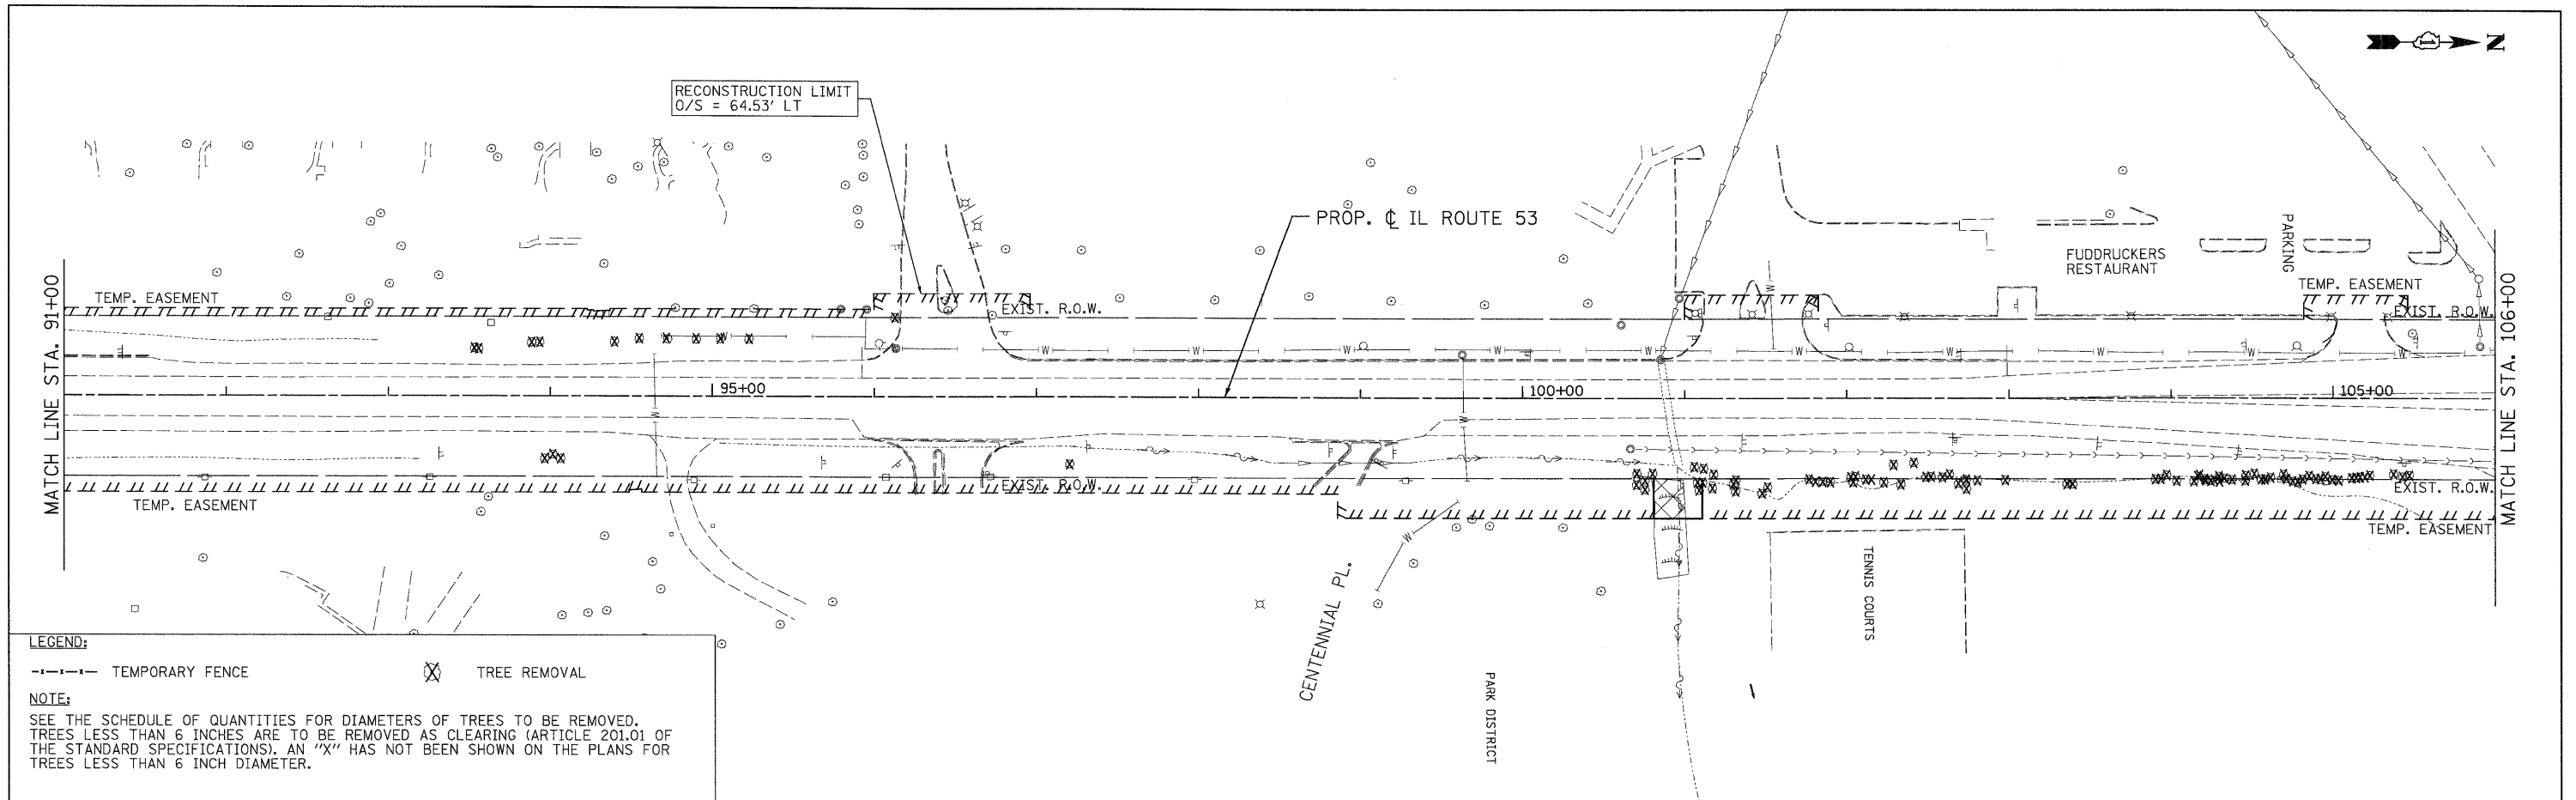 N
RECONSTRUCTION LIMIT
O/S = 64.53' LT
PROP. ℄ IL ROUTE 53
FUDDRUCKERS
RESTAURANT
PARKING
TEMP. EASEMENT
TEMP. EASEMENT
EXIST. R.O.W.
EXIST. R.O.W.
MATCH LINE STA. 91+00
MATCH LINE STA. 106+00
W
W
W
W
W
W
W
W
W
W
W
W
W
95+00
100+00
105+00
W
W
EXIST. R.O.W.
EXIST. R.O.W.
TEMP. EASEMENT
TEMP. EASEMENT
W
CENTENNIAL PL.
TENNIS COURTS
PARK DISTRICT
LEGEND:
TEMPORARY FENCE
TREE REMOVAL
NOTE:
SEE THE SCHEDULE OF QUANTITIES FOR DIAMETERS OF TREES TO BE REMOVED.
TREES LESS THAN 6 INCHES ARE TO BE REMOVED AS CLEARING (ARTICLE 201.01 OF
THE STANDARD SPECIFICATIONS). AN "X" HAS NOT BEEN SHOWN ON THE PLANS FOR
TREES LESS THAN 6 INCH DIAMETER.